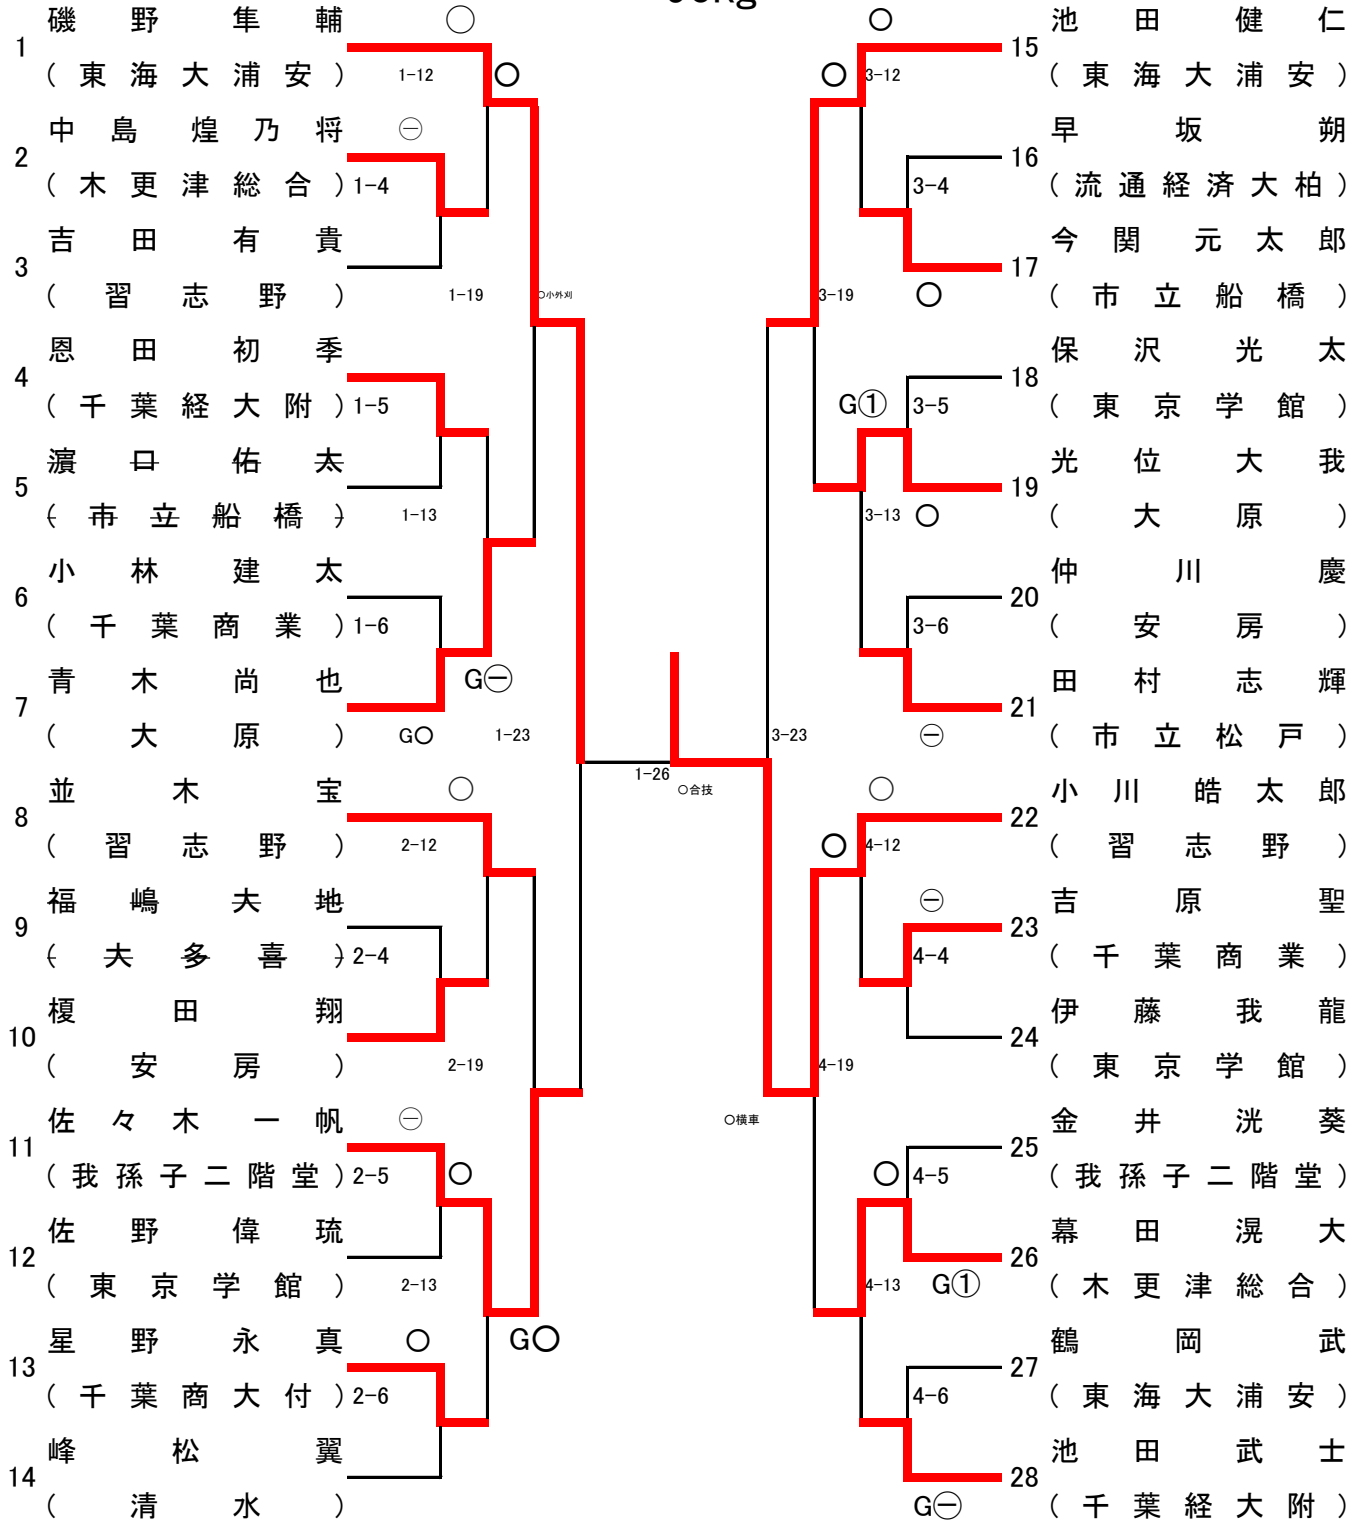 磯野隼輔
1
(東海大浦安)
1-12
○
○
中島煌乃将
2
(木更津総合)
1-4
㊀
吉田有貴
3
(習志野)
1-19
○小外刈
恩田初季
4
(千葉経大附)
1-5
濵口佑太
5
(市立船橋)
1-13
小林建太
6
(千葉商業)
1-6
青木尚也
7
(大原)
G○
G㊀
1-23
並木宝
8
(習志野)
2-12
○
福嶋大地
9
(大多喜)
2-4
榎田翔
10
(安房)
2-19
佐々木一帆
11
(我孫子二階堂)
2-5
㊀
○
佐野偉琉
12
(東京学館)
2-13
星野永真
13
(千葉商大付)
2-6
○
G○
峰松翼
14
(清水)
1-26
○合技
池田健仁
15
(東海大浦安)
3-12
○
○
早坂朔
16
(流通経済大柏)
3-4
今関元太郎
17
(市立船橋)
○
3-19
保沢光太
18
(東京学館)
3-5
G①
光位大我
19
(大原)
3-13
○
仲川慶
20
(安房)
3-6
田村志輝
21
(市立松戸)
㊀
3-23
小川皓太郎
22
(習志野)
4-12
○
○
吉原聖
23
(千葉商業)
4-4
㊀
伊藤我龍
24
(東京学館)
4-19
○横車
金井洸葵
25
(我孫子二階堂)
4-5
○
幕田滉大
26
(木更津総合)
4-13
G①
鶴岡武
27
(東海大浦安)
4-6
池田武士
28
(千葉経大附)
G㊀